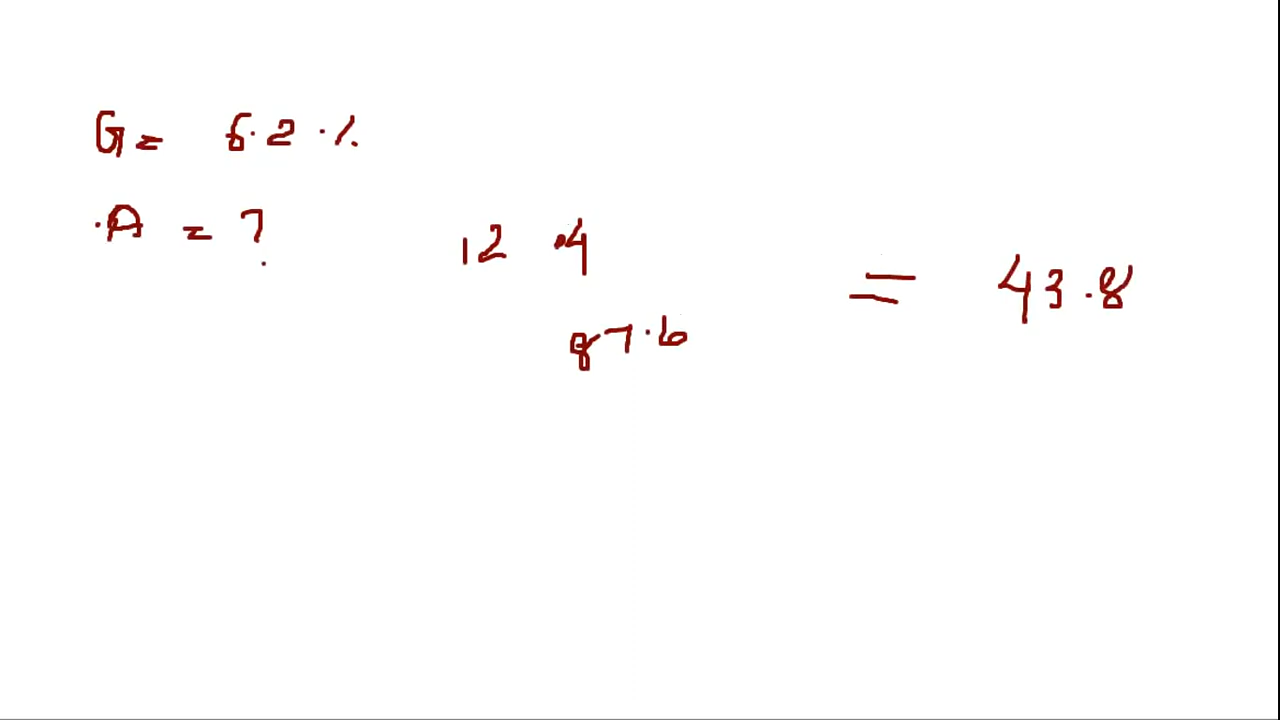 G = 6.2 %
A = ?
12.4
87.6
= 43.8